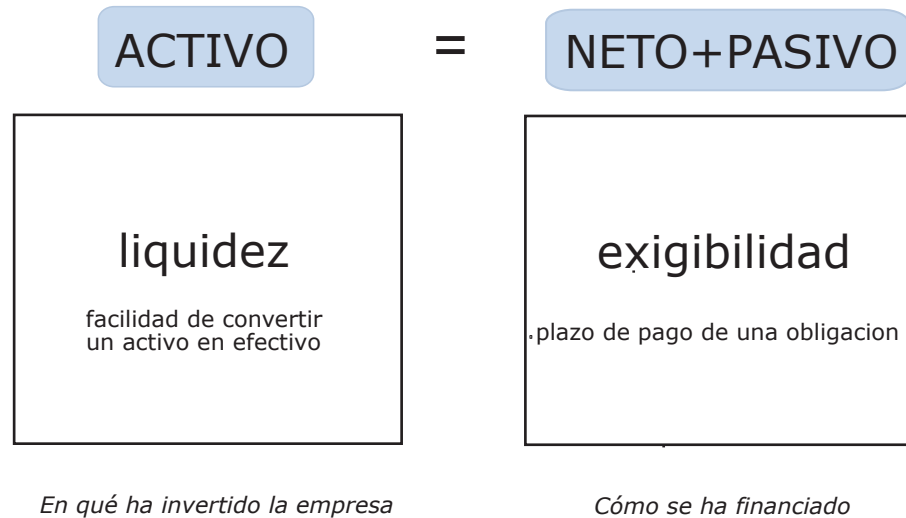 ACTIVO = NETO+PASIVO
liquidez
facilidad de convertir
un activo en efectivo
exigibilidad
plazo de pago de una obligacion
En qué ha invertido la empresa
Cómo se ha financiado